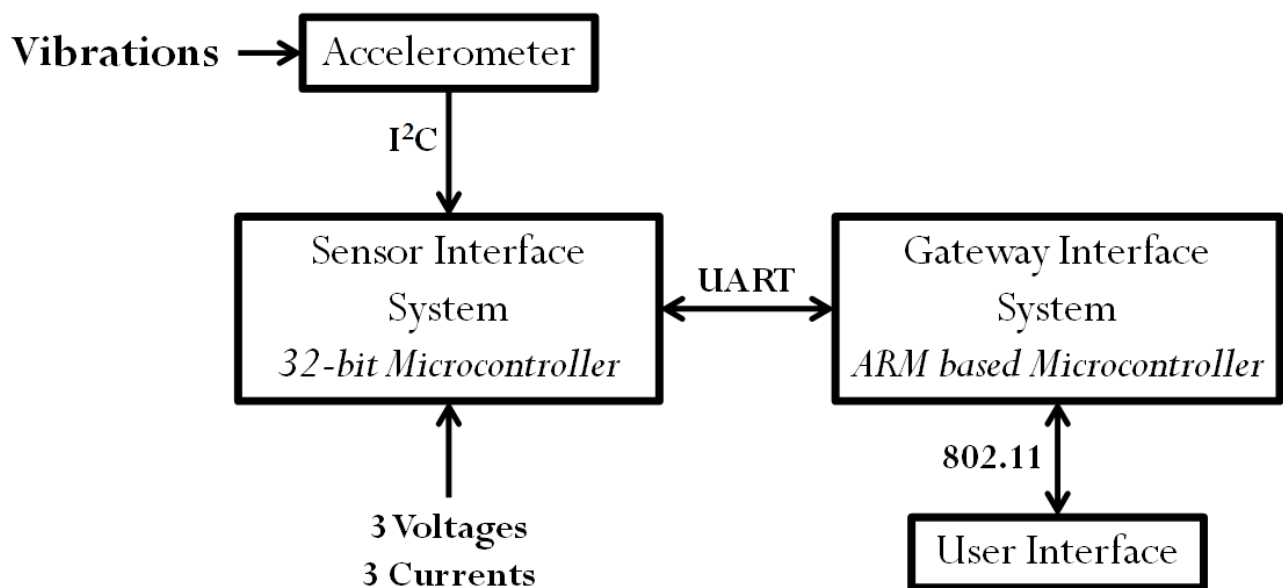 Vibrations
Accelerometer
I²C
Sensor Interface
System
32-bit Microcontroller
UART
Gateway Interface
System
ARM based Microcontroller
802.11
3 Voltages
3 Currents
User Interface